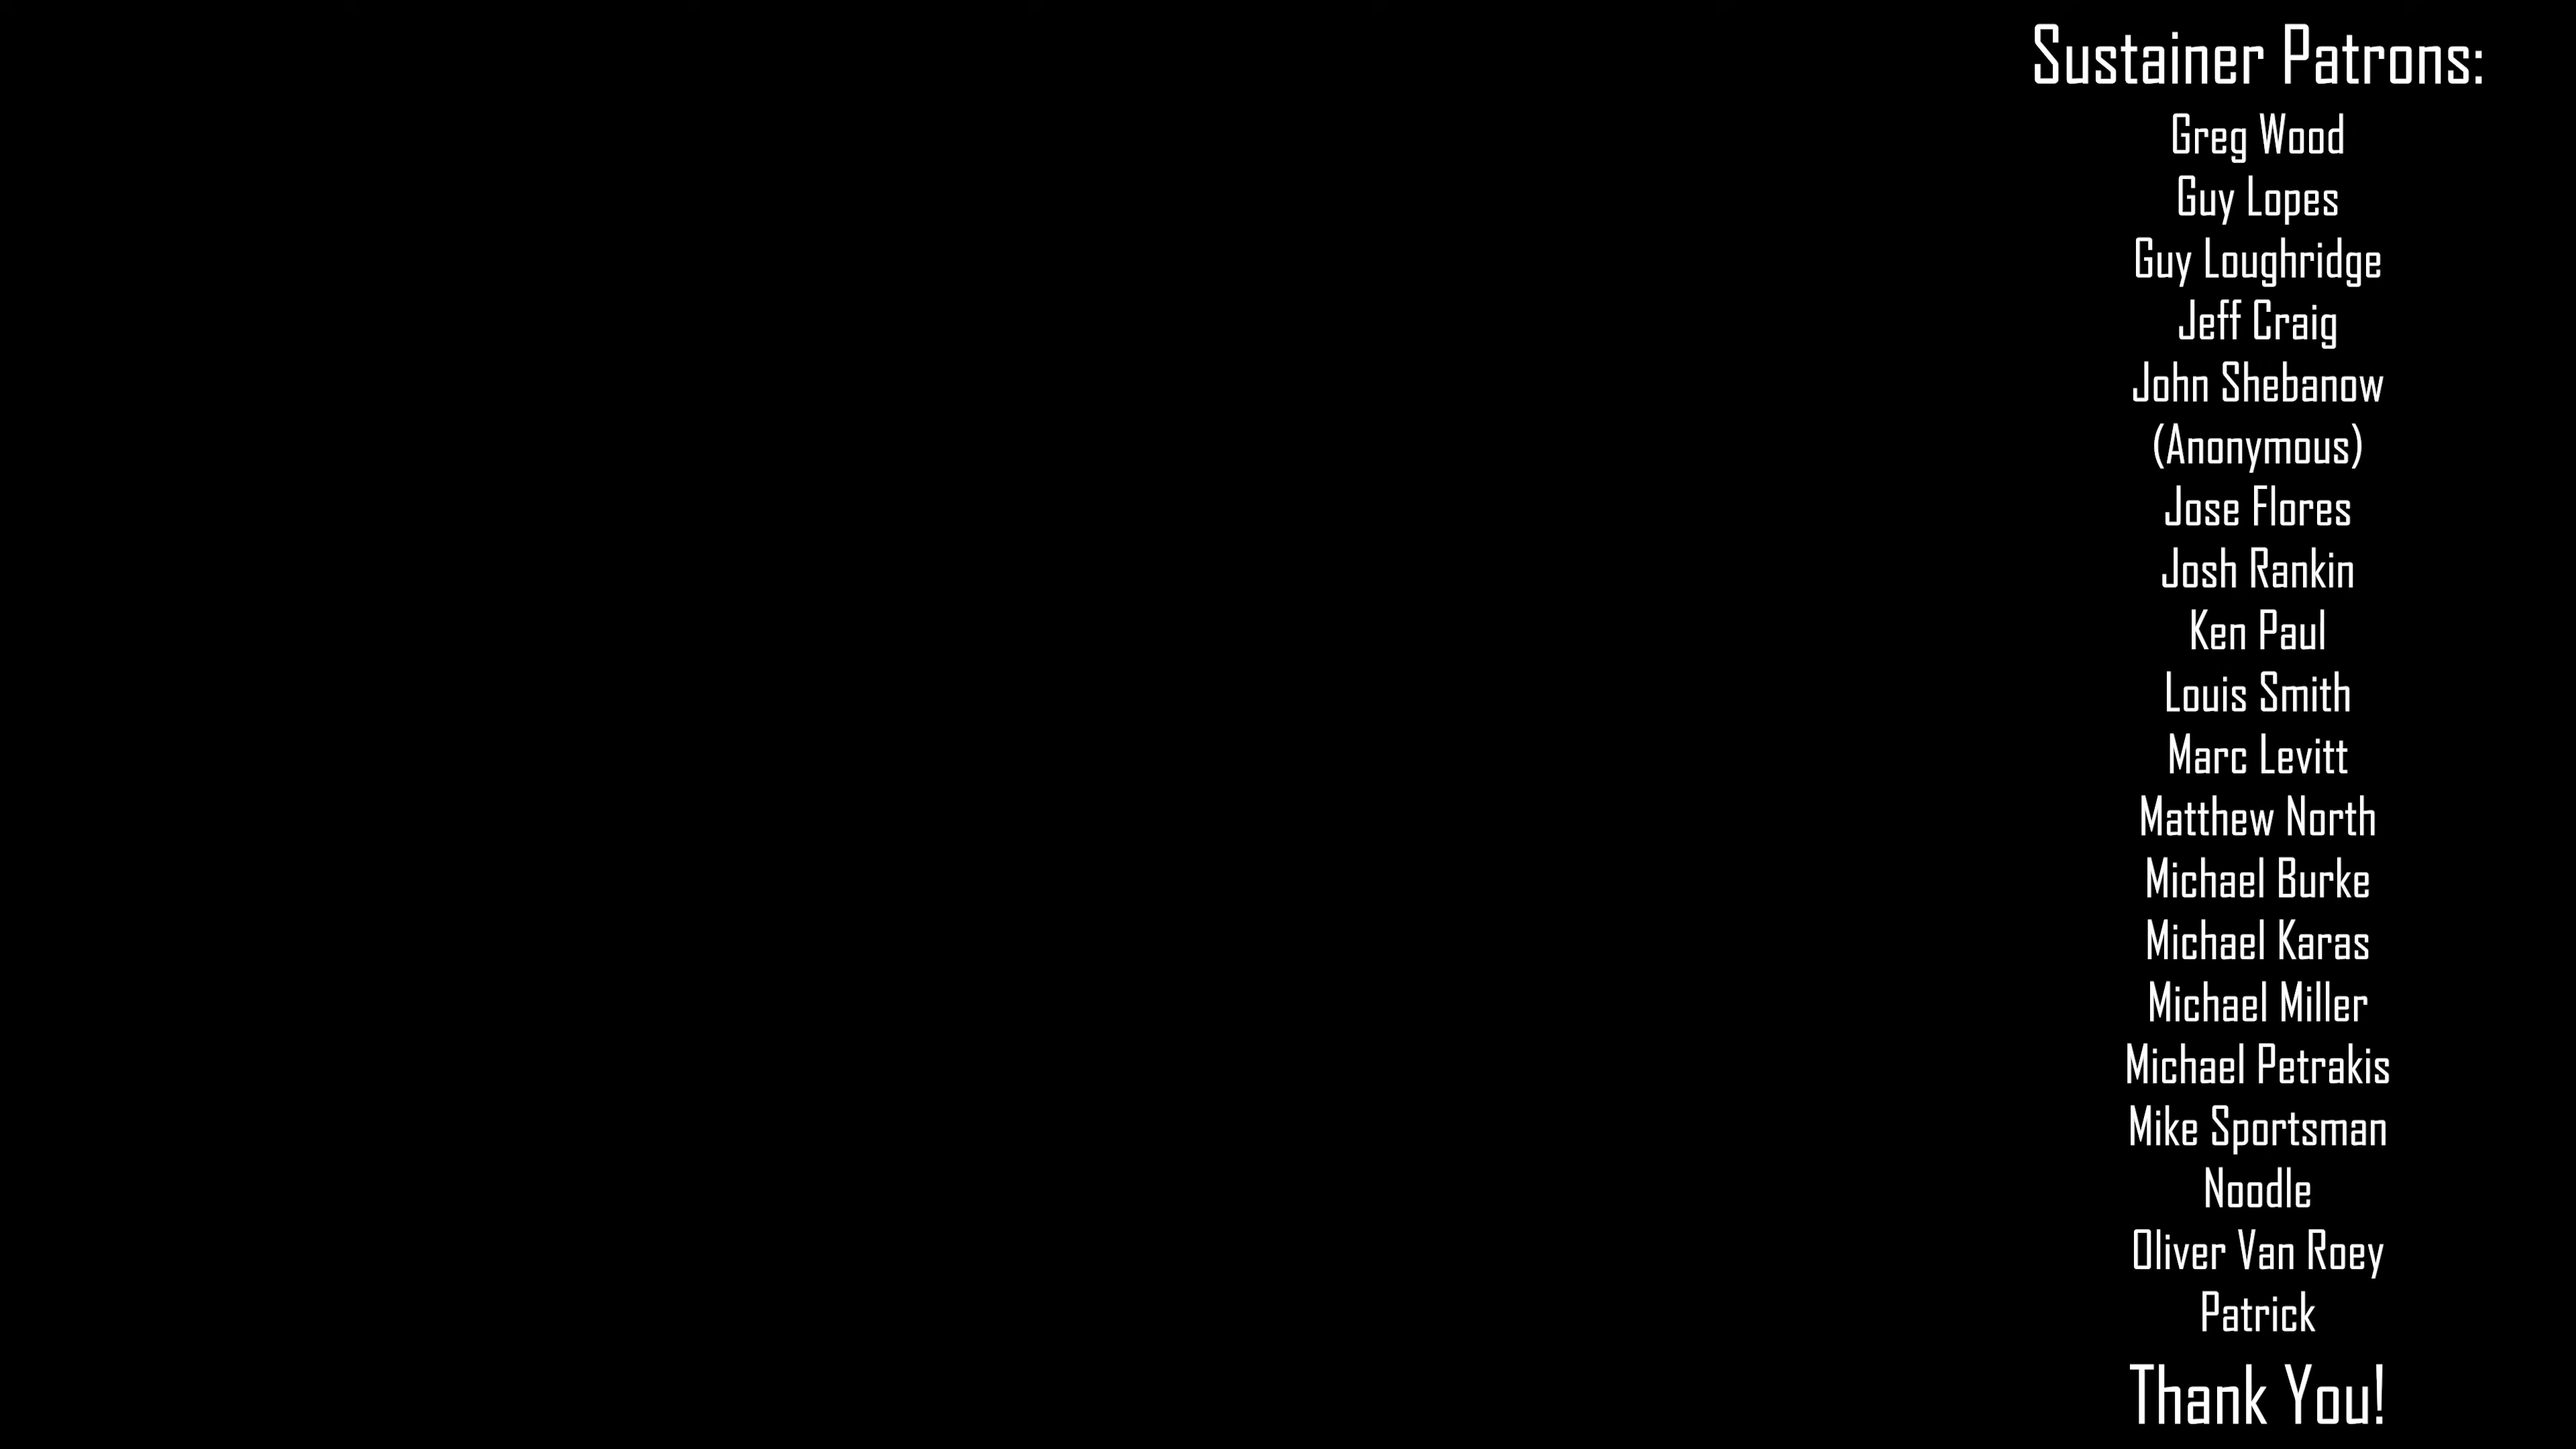 Sustainer Patrons:
Greg Wood
Guy Lopes
Guy Loughridge
Jeff Craig
John Shebanow
(Anonymous)
Jose Flores
Josh Rankin
Ken Paul
Louis Smith
Marc Levitt
Matthew North
Michael Burke
Michael Karas
Michael Miller
Michael Petrakis
Mike Sportsman
Noodle
Oliver Van Roey
Patrick
Thank You!